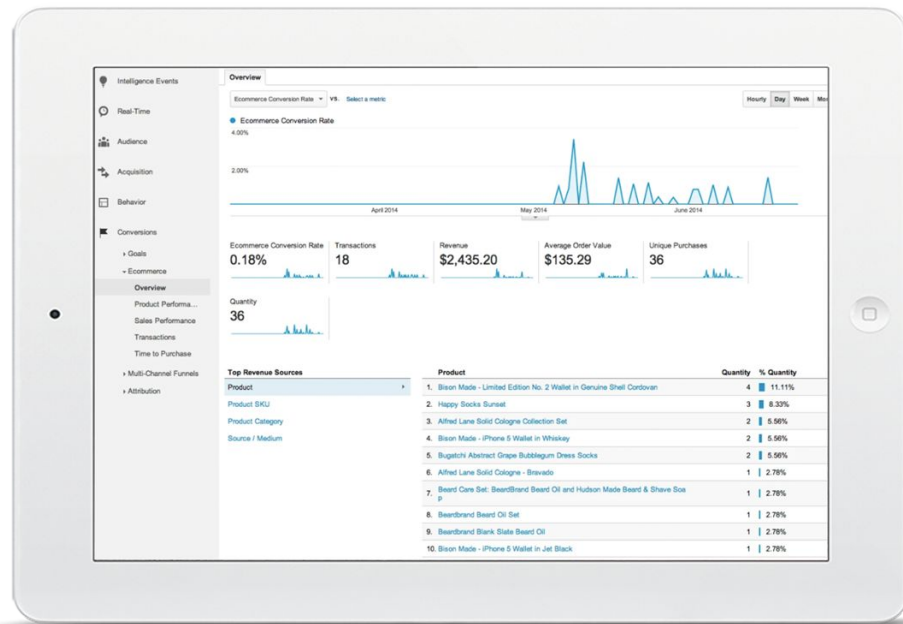 Intelligence Events
Real-Time
Audience
Acquisition
Behavior
Conversions
Goals
Ecommerce
Overview
Product Performa...
Sales Performance
Transactions
Time to Purchase
Multi-Channel Funnels
Attribution
Overview
Ecommerce Conversion Rate VS. Select a metric
Hourly Day Week
Ecommerce Conversion Rate
4.00%
2.00%
April 2014 May 2014 June 2014
Ecommerce Conversion Rate Transactions Revenue Average Order Value Unique Purchases
0.18% 18 $2,435.20 $135.29 36
Quantity
36
Top Revenue Sources
Product
Product SKU
Product Category
Source / Medium
Product Quantity % Quantity
1. Bison Made - Limited Edition No. 2 Wallet in Genuine Shell Cordovan 4 11.11%
2. Happy Socks Sunset 3 8.33%
3. Alfred Lane Solid Cologne Collection Set 2 5.56%
4. Bison Made - iPhone 5 Wallet in Whiskey 2 5.56%
5. Bugatchi Abstract Grape Bubblegum Dress Socks 2 5.56%
6. Alfred Lane Solid Cologne - Bravado 1 2.78%
7. Beard Care Set: BeardBrand Beard Oil and Hudson Made Beard & Shave Soa
p 1 2.78%
8. Beardbrand Beard Oil Set 1 2.78%
9. Beardbrand Blank Slate Beard Oil 1 2.78%
10. Bison Made - iPhone 5 Wallet in Jet Black 1 2.78%